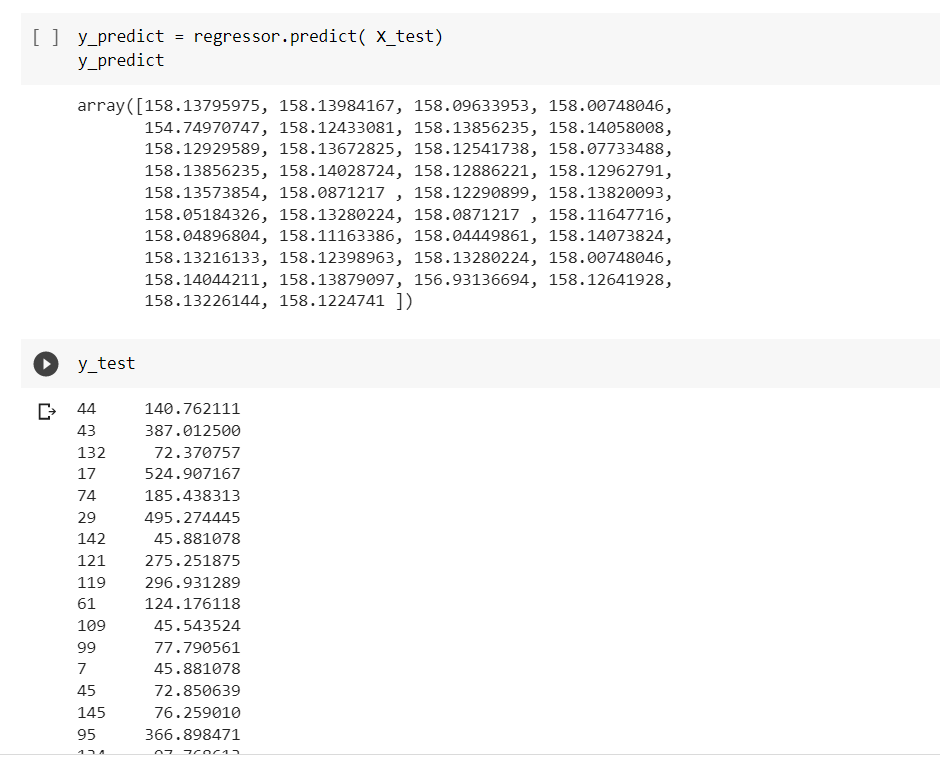 [ ] y_predict = regressor.predict( X_test)
y_predict
array([158.13795975, 158.13984167, 158.09633953, 158.00748046,
154.74970747, 158.12433081, 158.13856235, 158.14058008,
158.12929589, 158.13672825, 158.12541738, 158.07733488,
158.13856235, 158.14028724, 158.12886221, 158.12962791,
158.13573854, 158.0871217 , 158.12290899, 158.13820093,
158.05184326, 158.13280224, 158.0871217 , 158.11647716,
158.04896804, 158.11163386, 158.04449861, 158.14073824,
158.13216133, 158.12398963, 158.13280224, 158.00748046,
158.14044211, 158.13879097, 156.93136694, 158.12641928,
158.13226144, 158.1224741 ])
y_test
44 140.762111
43 387.012500
132 72.370757
17 524.907167
74 185.438313
29 495.274445
142 45.881078
121 275.251875
119 296.931289
61 124.176118
109 45.543524
99 77.790561
7 45.881078
45 72.850639
145 76.259010
95 366.898471